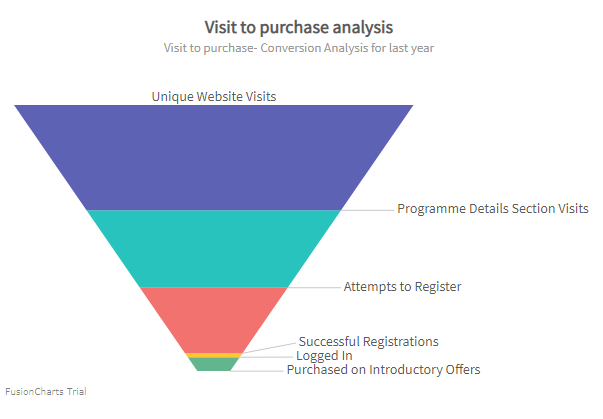 Visit to purchase analysis
Visit to purchase- Conversion Analysis for last year
Unique Website Visits
Programme Details Section Visits
Attempts to Register
Successful Registrations
Logged In
Purchased on Introductory Offers
FusionCharts Trial